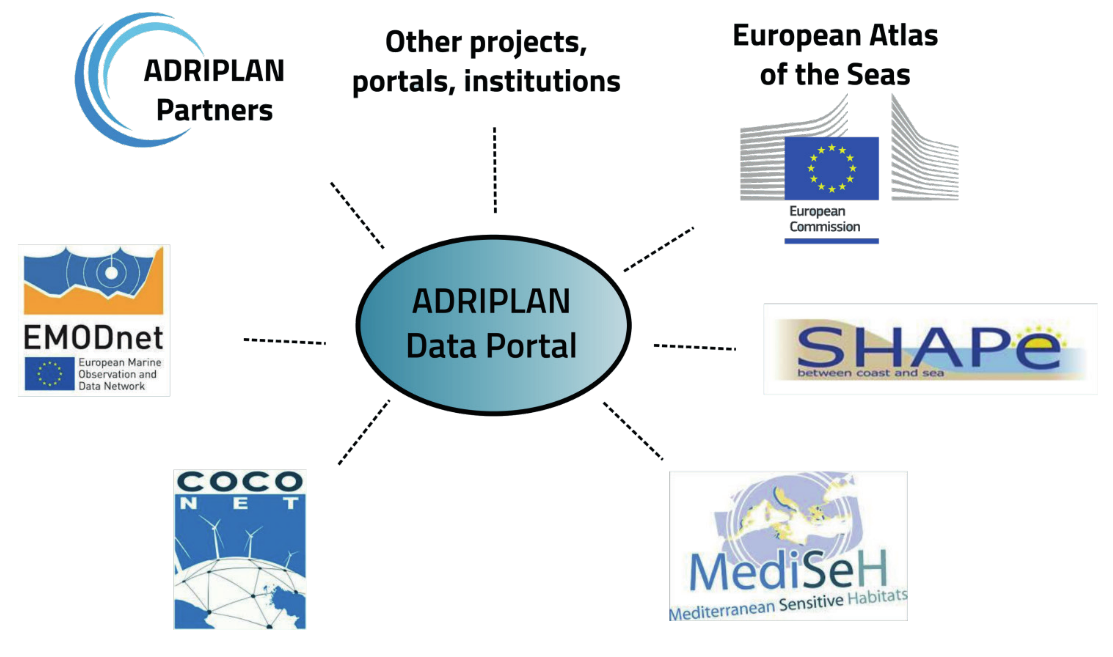 ADRIPLAN
Partners
Other projects,
portals, institutions
European Atlas
of the Seas
European
Commission
EMODnet
European Marine
Observation and
Data Network
ADRIPLAN
Data Portal
SHAPe
between coast and sea
COCO
NET
MediSeH
Mediterranean Sensitive Habitats